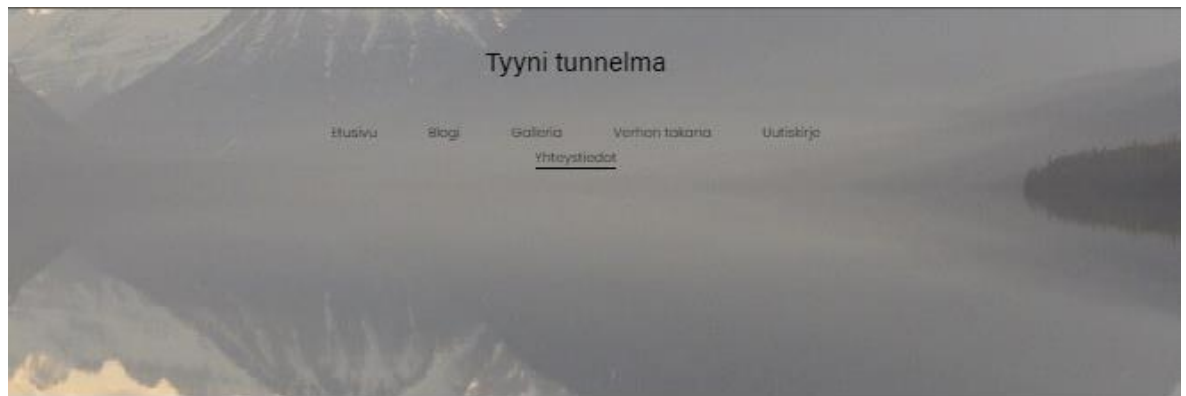 Tyyni tunnelma
Etusivu Blogi Galleria Verhon takana Uutiskirje
Yhteystiedot